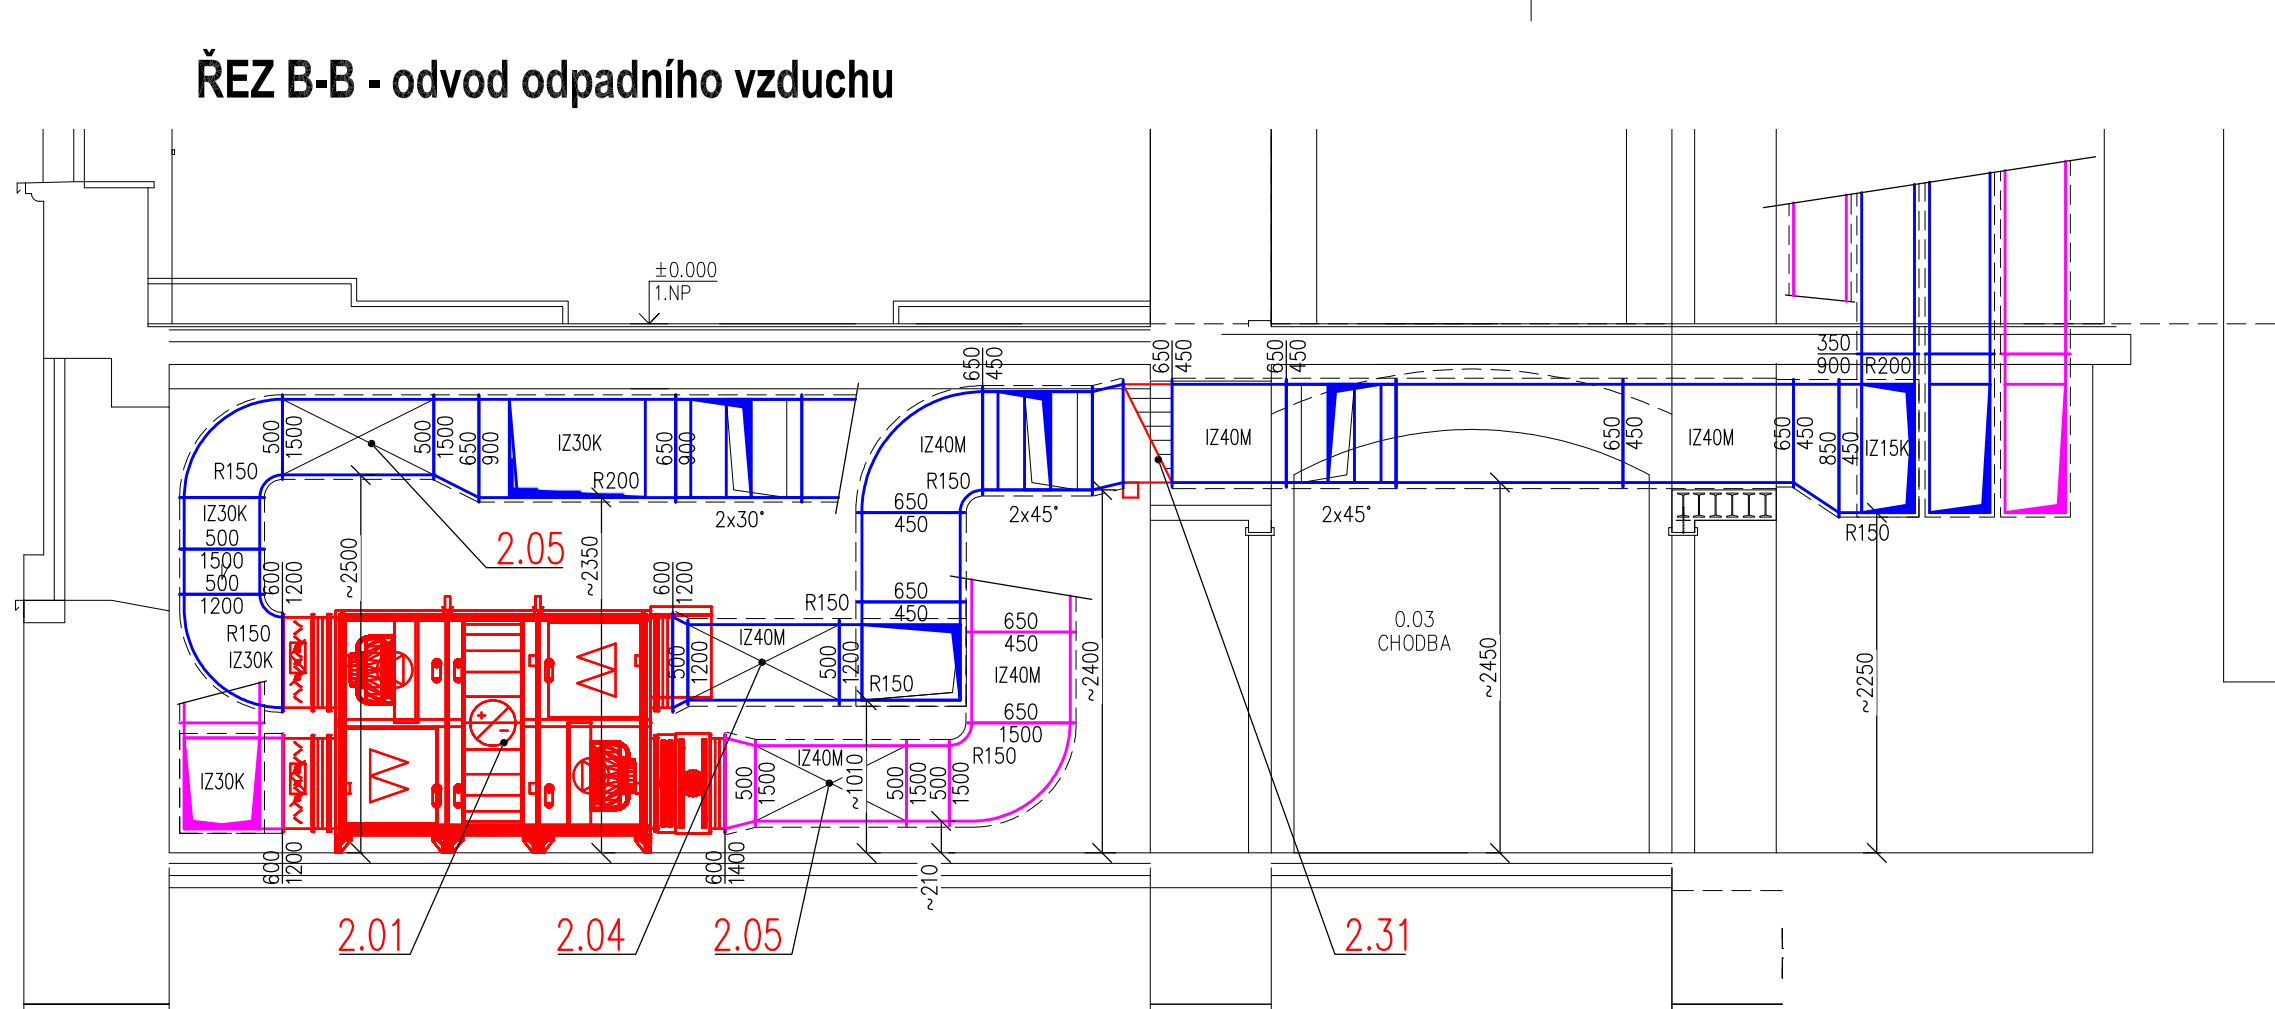 ŘEZ B-B - odvod odpadního vzduchu
±0.000
1.NP
650
450
650
450
650
450
350
900
R200
500
1500
500
1500
650
900
IZ30K
650
900
IZ40M
IZ40M
650
450
IZ40M
650
450
850
450
IZ15K
R150
R200
R150
2x30°
2x45°
2x45°
R150
IZ30K
500
1500
500
1200
650
450
2.05
600
1200
~2500
~2350
600
1200
R150
650
450
R150
IZ30K
IZ40M
500
1200
500
1200
R150
650
450
IZ40M
~2400
0.03
CHODBA
~2450
~2250
650
1500
R150
IZ30K
IZ40M
500
1500
~1010
500
1500
500
1500
600
1200
600
1400
~210
2.01
2.04
2.05
2.31